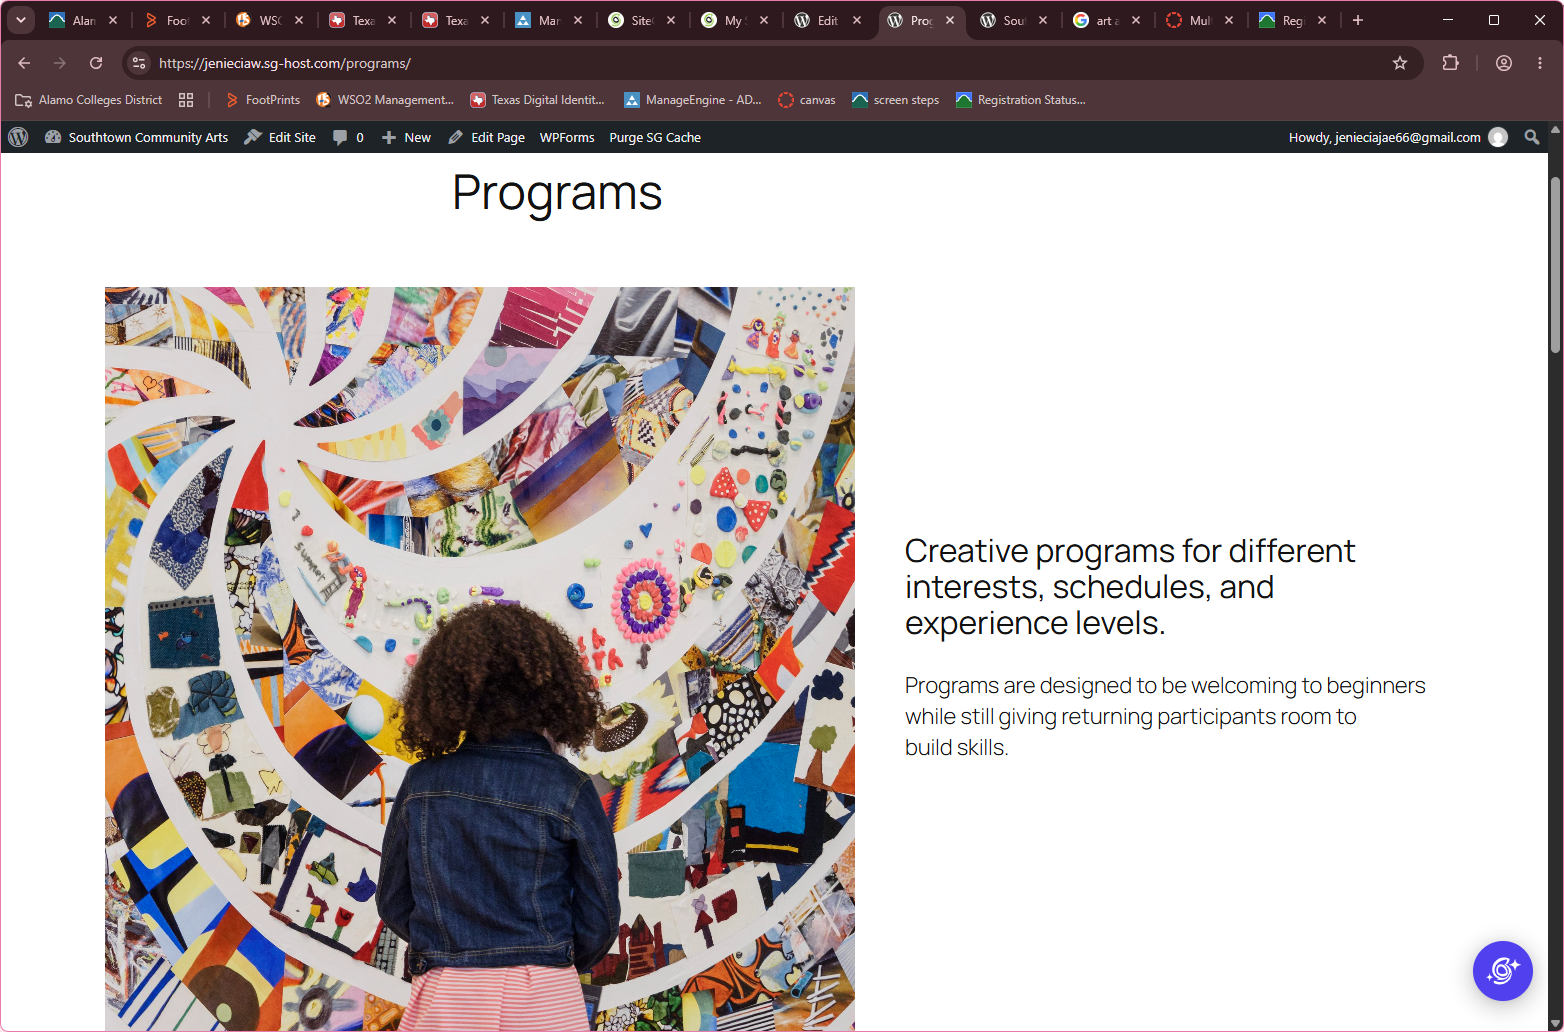 Alan
Foot
WSO
Texa
Texa
Man
Site
My S
Edit
Prog
Sout
art a
Mul
Regi
https://jenieciaw.sg-host.com/programs/
Alamo Colleges District
FootPrints
WSO2 Management...
Texas Digital Identit...
ManageEngine - AD...
canvas
screen steps
Registration Status...
Southtown Community Arts
Edit Site
0
New
Edit Page
WPForms
Purge SG Cache
Howdy, jenieciajae66@gmail.com
Programs
Creative programs for different
interests, schedules, and
experience levels.
Programs are designed to be welcoming to beginners
while still giving returning participants room to
build skills.